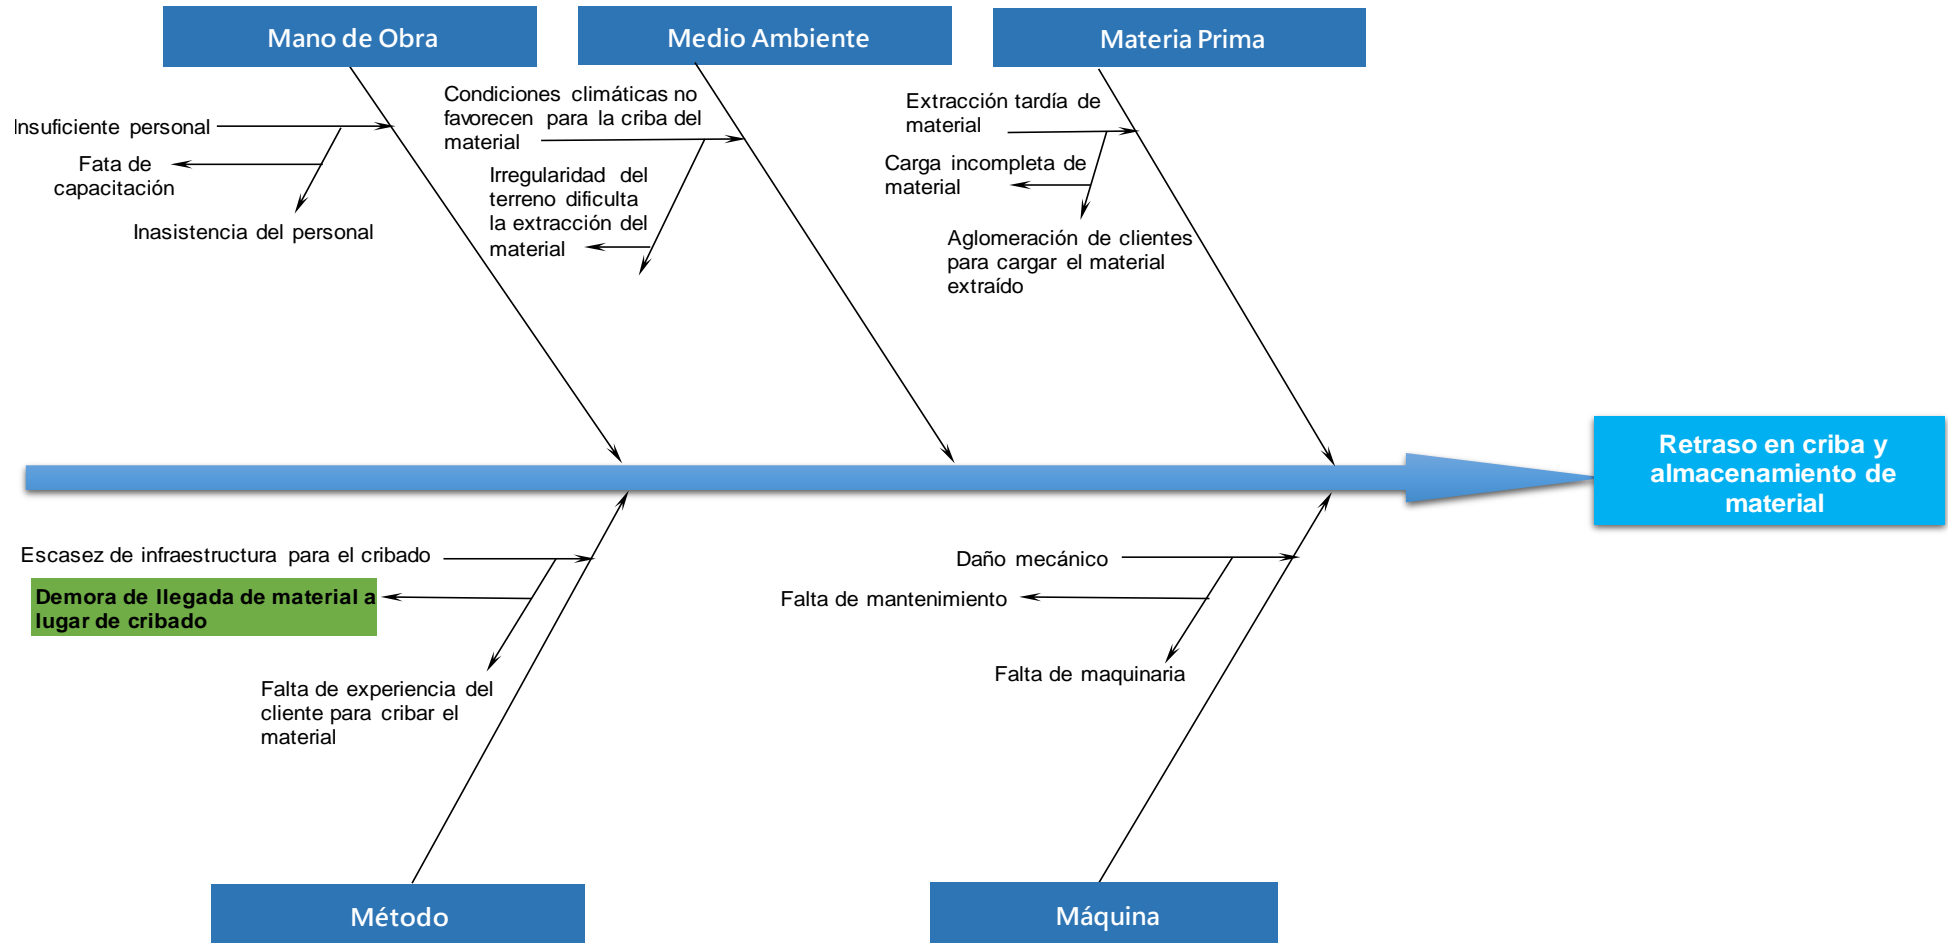 Mano de Obra
Medio Ambiente
Materia Prima
Insuficiente personal
Fata de
capacitación
Inasistencia del personal
Condiciones climáticas no
favorecen para la criba del
material
Irregularidad del
terreno dificulta
la extracción del
material
Extracción tardía de
material
Carga incompleta de
material
Aglomeración de clientes
para cargar el material
extraído
Retraso en criba y
almacenamiento de
material
Escasez de infraestructura para el cribado
Demora de llegada de material a
lugar de cribado
Falta de experiencia del
cliente para cribar el
material
Daño mecánico
Falta de mantenimiento
Falta de maquinaria
Método
Máquina